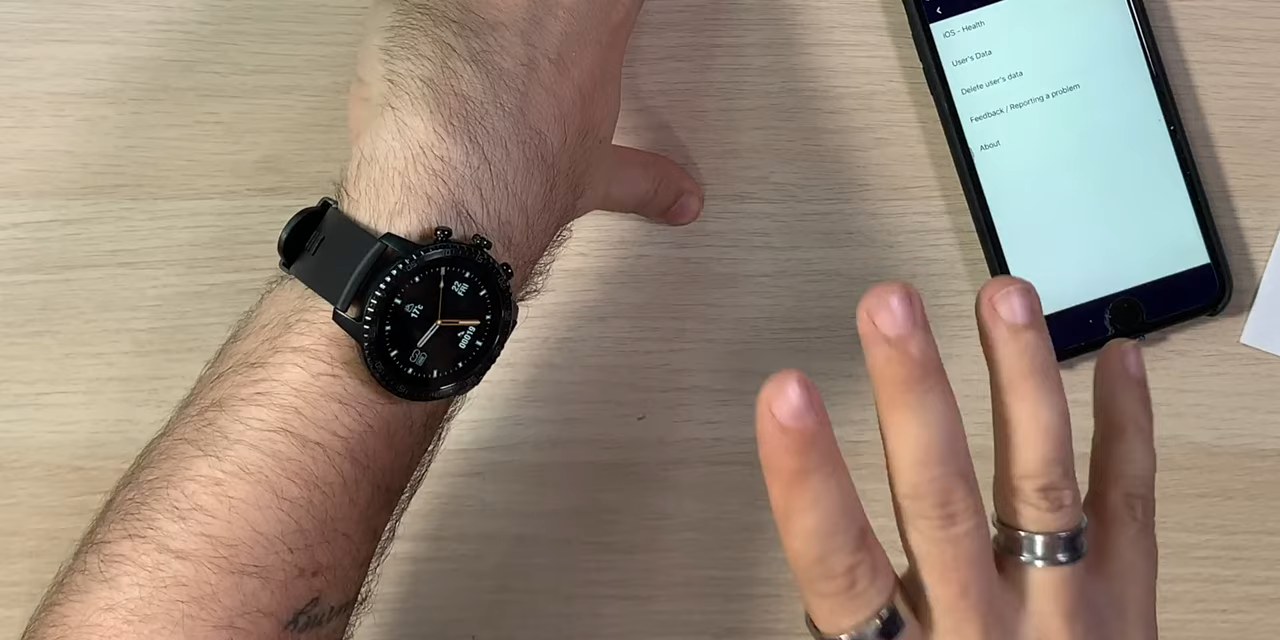 iOS - Health
User's Data
Delete user's data
Feedback / Reporting a problem
About
22
FRI
17°C
00019